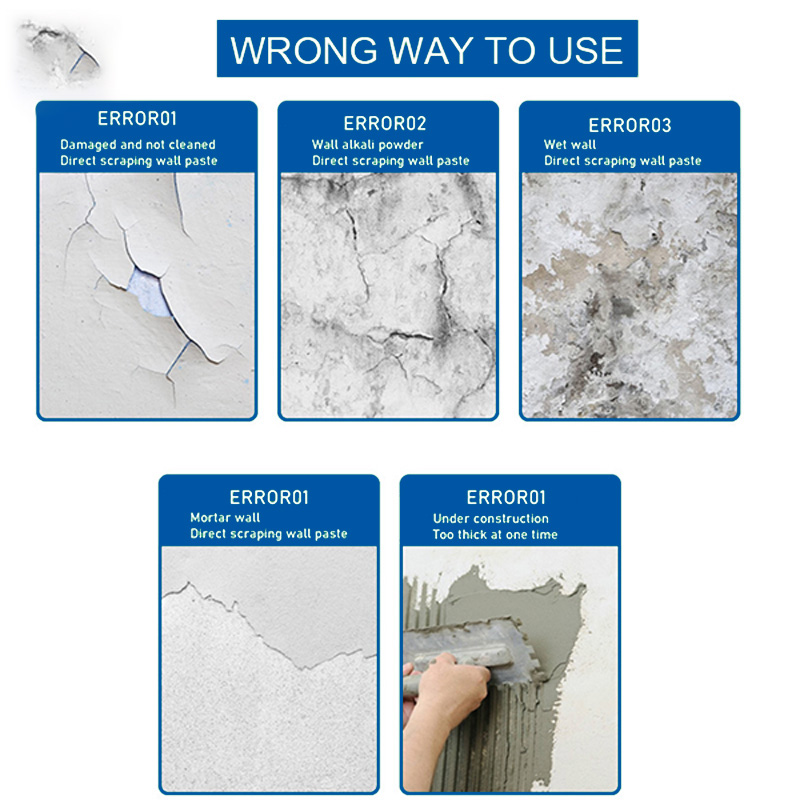 WRONG WAY TO USE
ERROR01
Damaged and not cleaned
Direct scraping wall paste
ERROR02
Wall alkali powder
Direct scraping wall paste
ERROR03
Wet wall
Direct scraping wall paste
ERROR01
Mortar wall
Direct scraping wall paste
ERROR01
Under construction
Too thick at one time